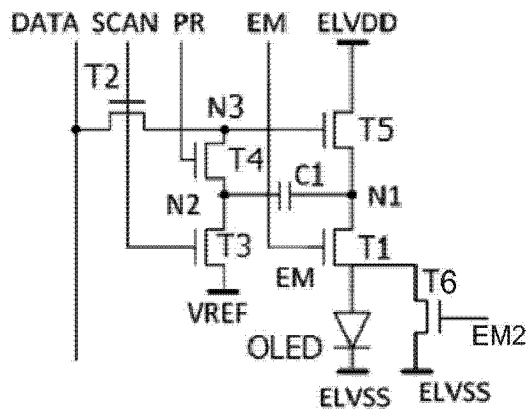 DATA SCAN PR EM ELVDD
T2
N3
T5
T4
C1
N2
N1
T3
T1
EM
T6
VREF
OLED
EM2
ELVSS
ELVSS